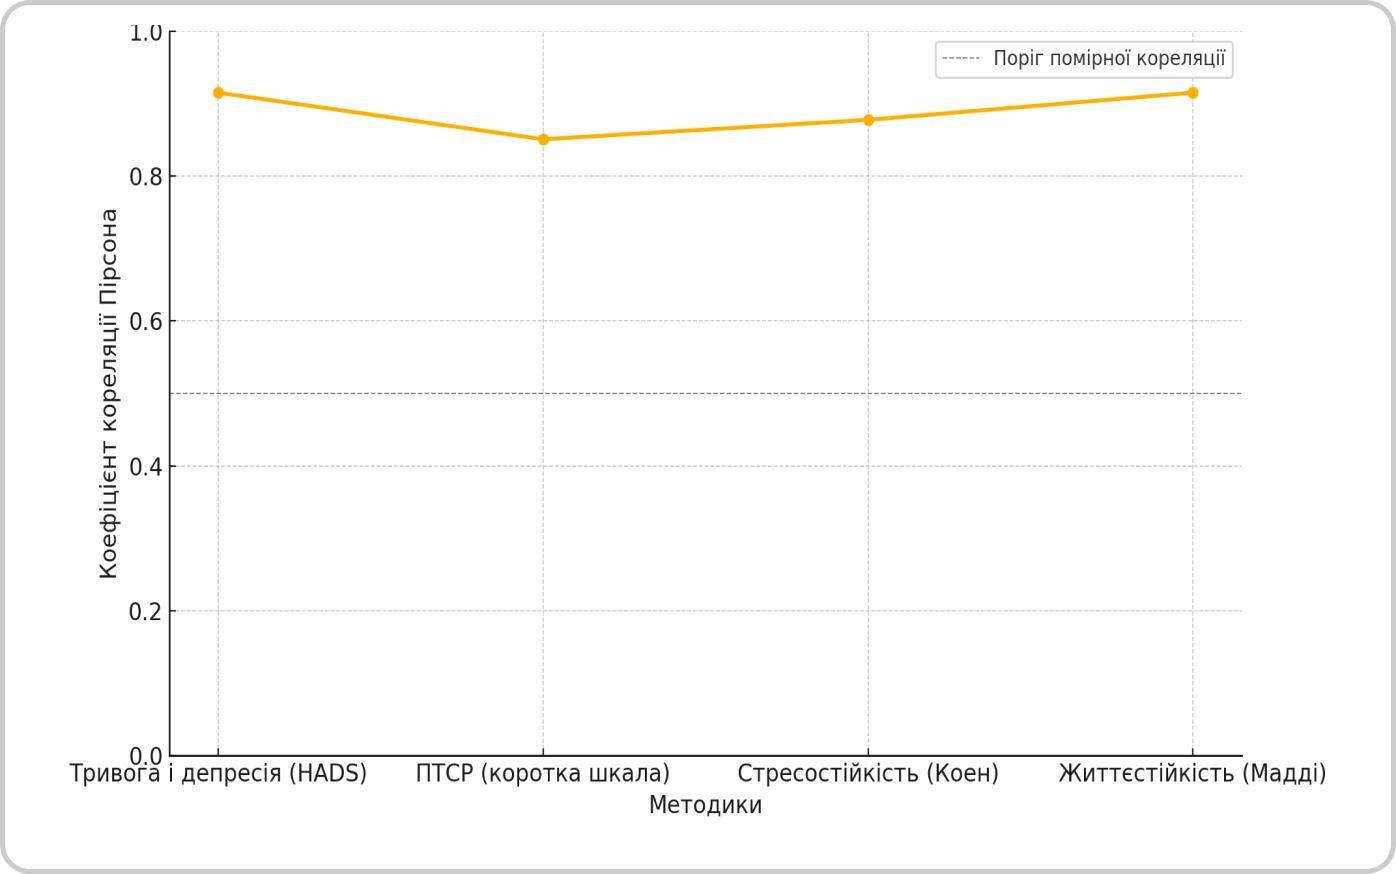 1.0
Поріг помірної кореляції
0.8
0.6
0.4
0.2
0.0
Коефіцієнт кореляції Пірсона
Тривога і депресія (HADS)
ПТСР (коротка шкала)
Стресостійкість (Коен)
Життєстійкість (Мадді)
Методики